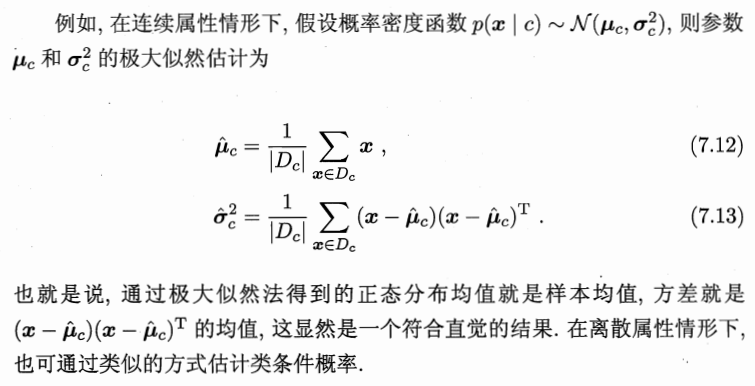 例如, 在连续属性情形下, 假设概率密度函数 $p(\boldsymbol{x} \mid c) \sim \mathcal{N}(\boldsymbol{\mu}_c, \boldsymbol{\sigma}_c^2)$, 则参数
$\boldsymbol{\mu}_c$ 和 $\boldsymbol{\sigma}_c^2$ 的极大似然估计为
$\hat{\boldsymbol{\mu}}_c = \frac{1}{|D_c|} \sum_{\boldsymbol{x} \in D_c} \boldsymbol{x}$ , (7.12)
$\hat{\boldsymbol{\sigma}}_c^2 = \frac{1}{|D_c|} \sum_{\boldsymbol{x} \in D_c} (\boldsymbol{x} - \hat{\boldsymbol{\mu}}_c)(\boldsymbol{x} - \hat{\boldsymbol{\mu}}_c)^{\mathrm{T}}$ . (7.13)
也就是说, 通过极大似然法得到的正态分布均值就是样本均值, 方差就是
$(\boldsymbol{x} - \hat{\boldsymbol{\mu}}_c)(\boldsymbol{x} - \hat{\boldsymbol{\mu}}_c)^{\mathrm{T}}$ 的均值, 这显然是一个符合直觉的结果. 在离散属性情形下,
也可通过类似的方式估计类条件概率.